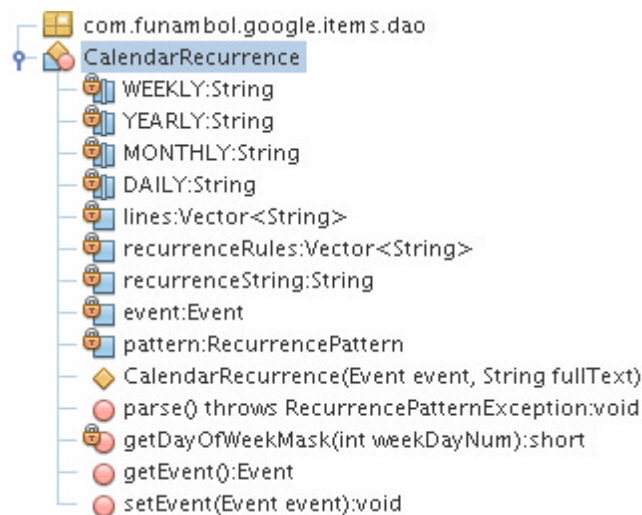 com.funambol.google.items.dao
CalendarRecurrence
WEEKLY:String
YEARLY:String
MONTHLY:String
DAILY:String
lines:Vector<String>
recurrenceRules:Vector<String>
recurrenceString:String
event:Event
pattern:RecurrencePattern
CalendarRecurrence(Event event, String fullText)
parse() throws RecurrencePatternException:void
getDayOfWeekMask(int weekDayNum):short
getEvent():Event
setEvent(Event event):void